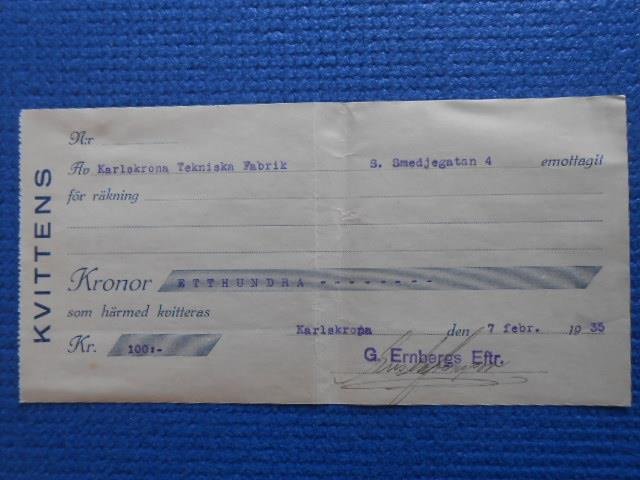 KVITTENS
N:r
Av Karlskrona Tekniska Fabrik S. Smedjegatan 4 emottagit
för räkning
Kronor ETTHUNDRA --------
som härmed kvitteras
Karlskrona den 7 febr. 1935
Kr. 100:-
G. Ernbergs Eftr.